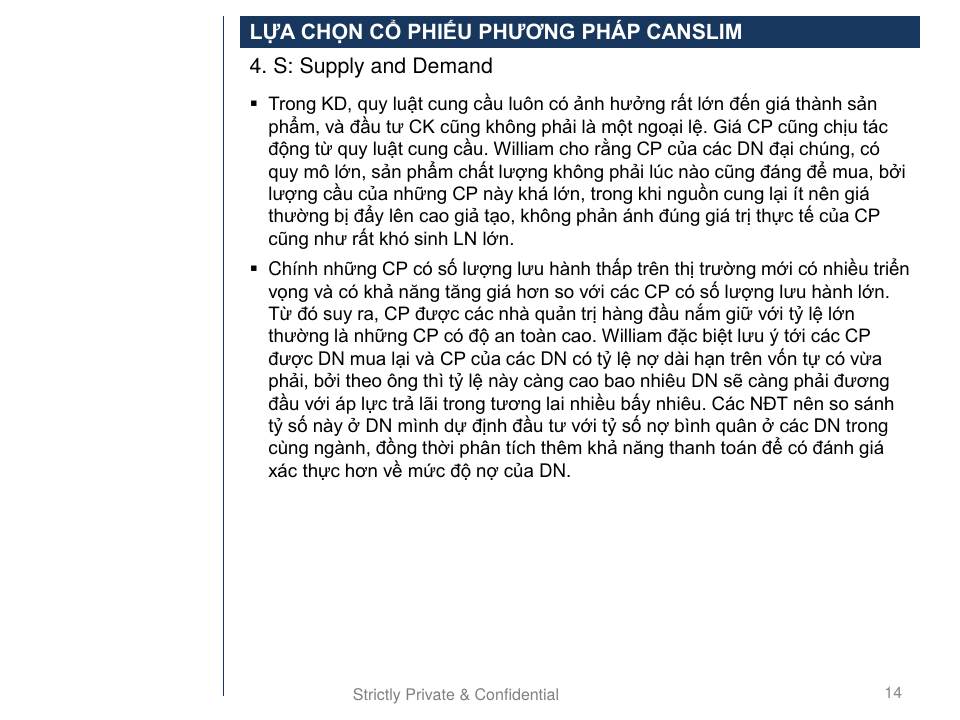 LỰA CHỌN CỔ PHIẾU PHƯƠNG PHÁP CANSLIM
4. S: Supply and Demand
▪ Trong KD, quy luật cung cầu luôn có ảnh hưởng rất lớn đến giá thành sản
phẩm, và đầu tư CK cũng không phải là một ngoại lệ. Giá CP cũng chịu tác
động từ quy luật cung cầu. William cho rằng CP của các DN đại chúng, có
quy mô lớn, sản phẩm chất lượng không phải lúc nào cũng đáng để mua, bởi
lượng cầu của những CP này khá lớn, trong khi nguồn cung lại ít nên giá
thường bị đẩy lên cao giả tạo, không phản ánh đúng giá trị thực tế của CP
cũng như rất khó sinh LN lớn.
▪ Chính những CP có số lượng lưu hành thấp trên thị trường mới có nhiều triển
vọng và có khả năng tăng giá hơn so với các CP có số lượng lưu hành lớn.
Từ đó suy ra, CP được các nhà quản trị hàng đầu nắm giữ với tỷ lệ lớn
thường là những CP có độ an toàn cao. William đặc biệt lưu ý tới các CP
được DN mua lại và CP của các DN có tỷ lệ nợ dài hạn trên vốn tự có vừa
phải, bởi theo ông thì tỷ lệ này càng cao bao nhiêu DN sẽ càng phải đương
đầu với áp lực trả lãi trong tương lai nhiều bấy nhiêu. Các NĐT nên so sánh
tỷ số này ở DN mình dự định đầu tư với tỷ số nợ bình quân ở các DN trong
cùng ngành, đồng thời phân tích thêm khả năng thanh toán để có đánh giá
xác thực hơn về mức độ nợ của DN.
Strictly Private & Confidential
14